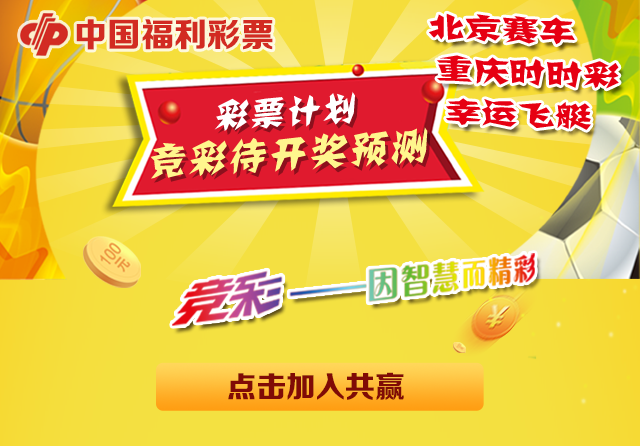 中国福利彩票
北京赛车
重庆时时彩
幸运飞艇
彩票计划
竞彩待开奖预测
100元
竞彩——因智慧而精彩
¥
点击加入共赢